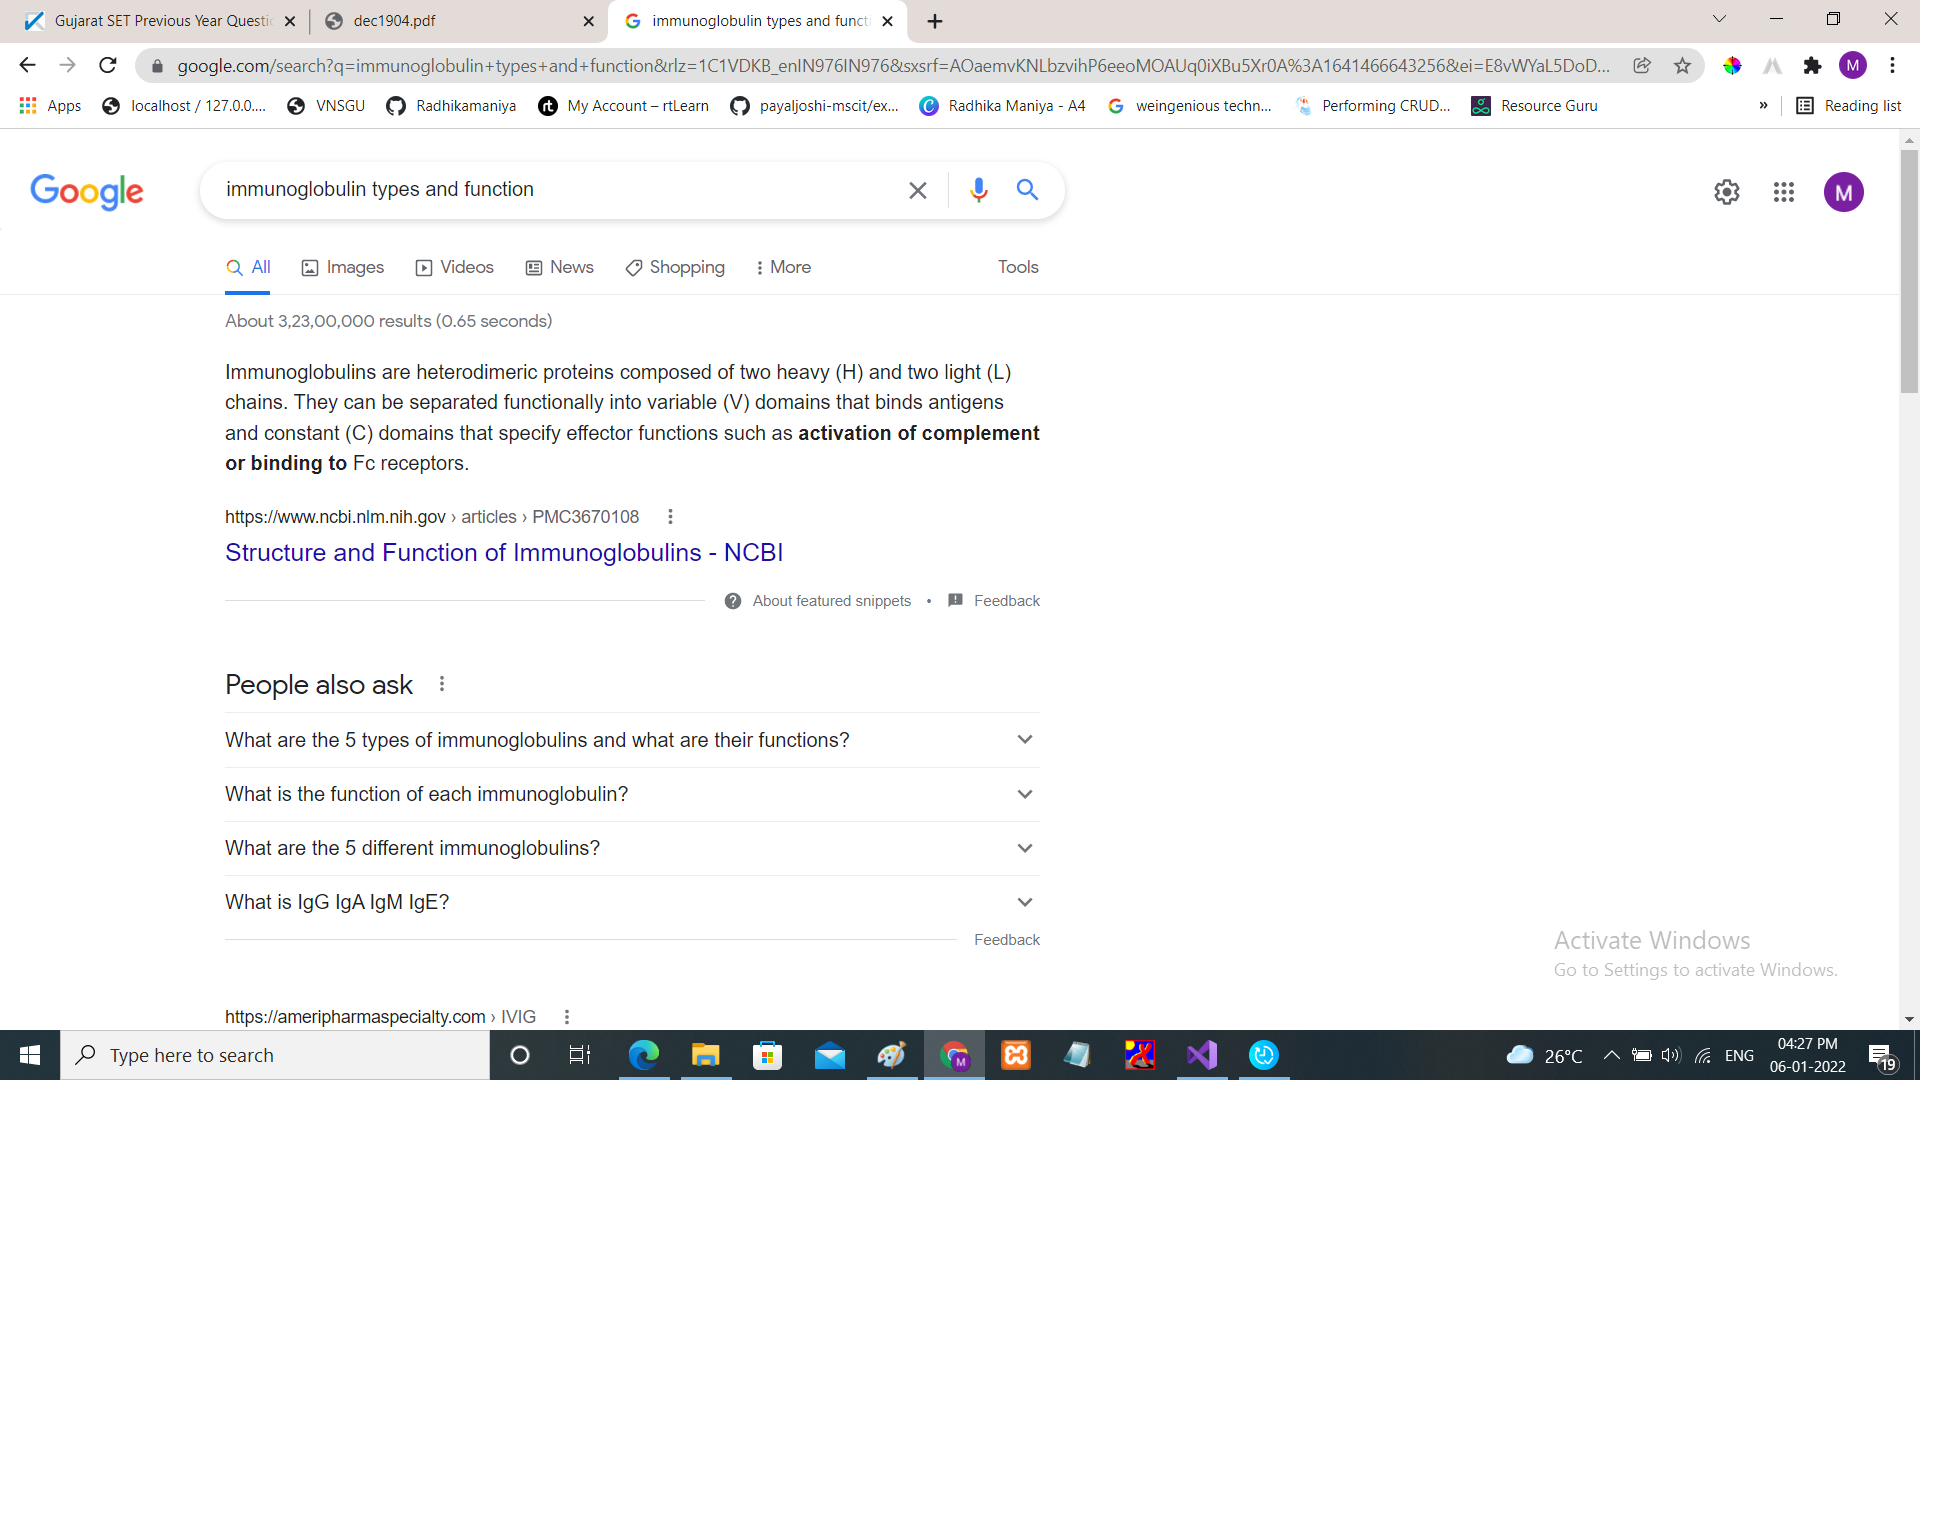 Gujarat SET Previous Year Questi
dec1904.pdf
immunoglobulin types and functi
google.com/search?q=immunoglobulin+types+and+function&rlz=1C1VDKB_enIN976IN976&sxsrf=AOaemvKNLbzvihP6eeoMOAUq0iXBu5Xr0A%3A1641466643256&ei=E8vWYaL5DoD...
M
Apps
localhost / 127.0.0....
VNSGU
Radhikamaniya
rt
My Account – rtLearn
payaljoshi-mscit/ex...
Radhika Maniya - A4
weingenious techn...
Performing CRUD...
Resource Guru
»
Reading list
Google
immunoglobulin types and function
M
All
Images
Videos
News
Shopping
More
Tools
About 3,23,00,000 results (0.65 seconds)
Immunoglobulins are heterodimeric proteins composed of two heavy (H) and two light (L)
chains. They can be separated functionally into variable (V) domains that binds antigens
and constant (C) domains that specify effector functions such as activation of complement
or binding to Fc receptors.
https://www.ncbi.nlm.nih.gov › articles › PMC3670108
Structure and Function of Immunoglobulins - NCBI
About featured snippets • Feedback
People also ask
What are the 5 types of immunoglobulins and what are their functions?
What is the function of each immunoglobulin?
What are the 5 different immunoglobulins?
What is IgG IgA IgM IgE?
Feedback
Activate Windows
Go to Settings to activate Windows.
https://ameripharmaspecialty.com › IVIG
Type here to search
M
26°C
ENG
04:27 PM
06-01-2022
19